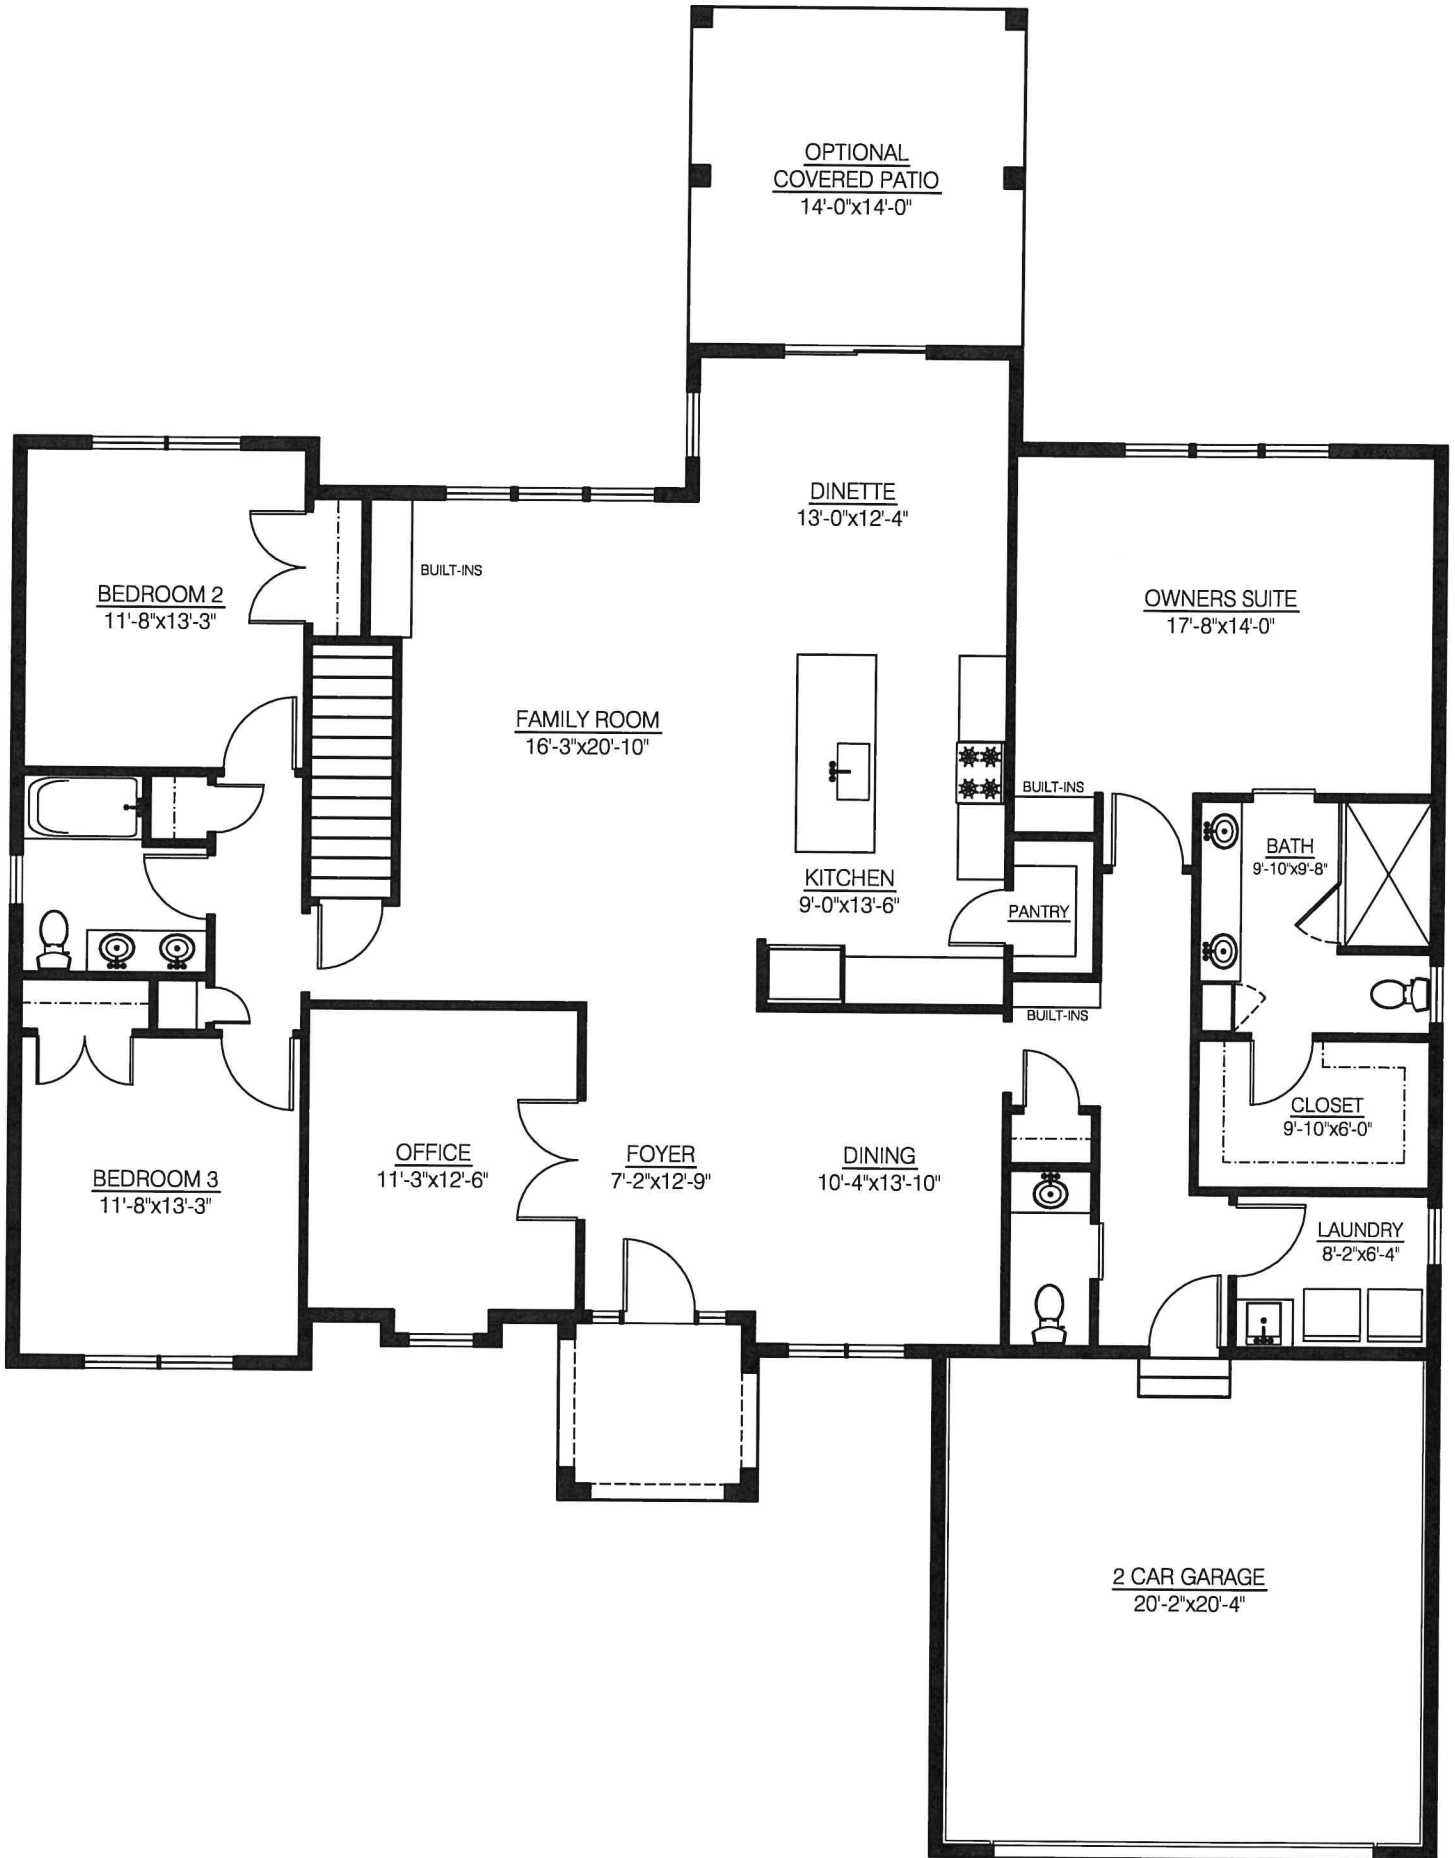 OPTIONAL
COVERED PATIO
14'-0"x14'-0"
DINETTE
13'-0"x12'-4"
BUILT-INS
BEDROOM 2
11'-8"x13'-3"
OWNERS SUITE
17'-8"x14'-0"
FAMILY ROOM
16'-3"x20'-10"
BUILT-INS
BATH
9'-10"x9'-8"
KITCHEN
9'-0"x13'-6"
PANTRY
BUILT-INS
CLOSET
9'-10"x6'-0"
OFFICE
11'-3"x12'-6"
FOYER
7'-2"x12'-9"
DINING
10'-4"x13'-10"
BEDROOM 3
11'-8"x13'-3"
LAUNDRY
8'-2"x6'-4"
2 CAR GARAGE
20'-2"x20'-4"